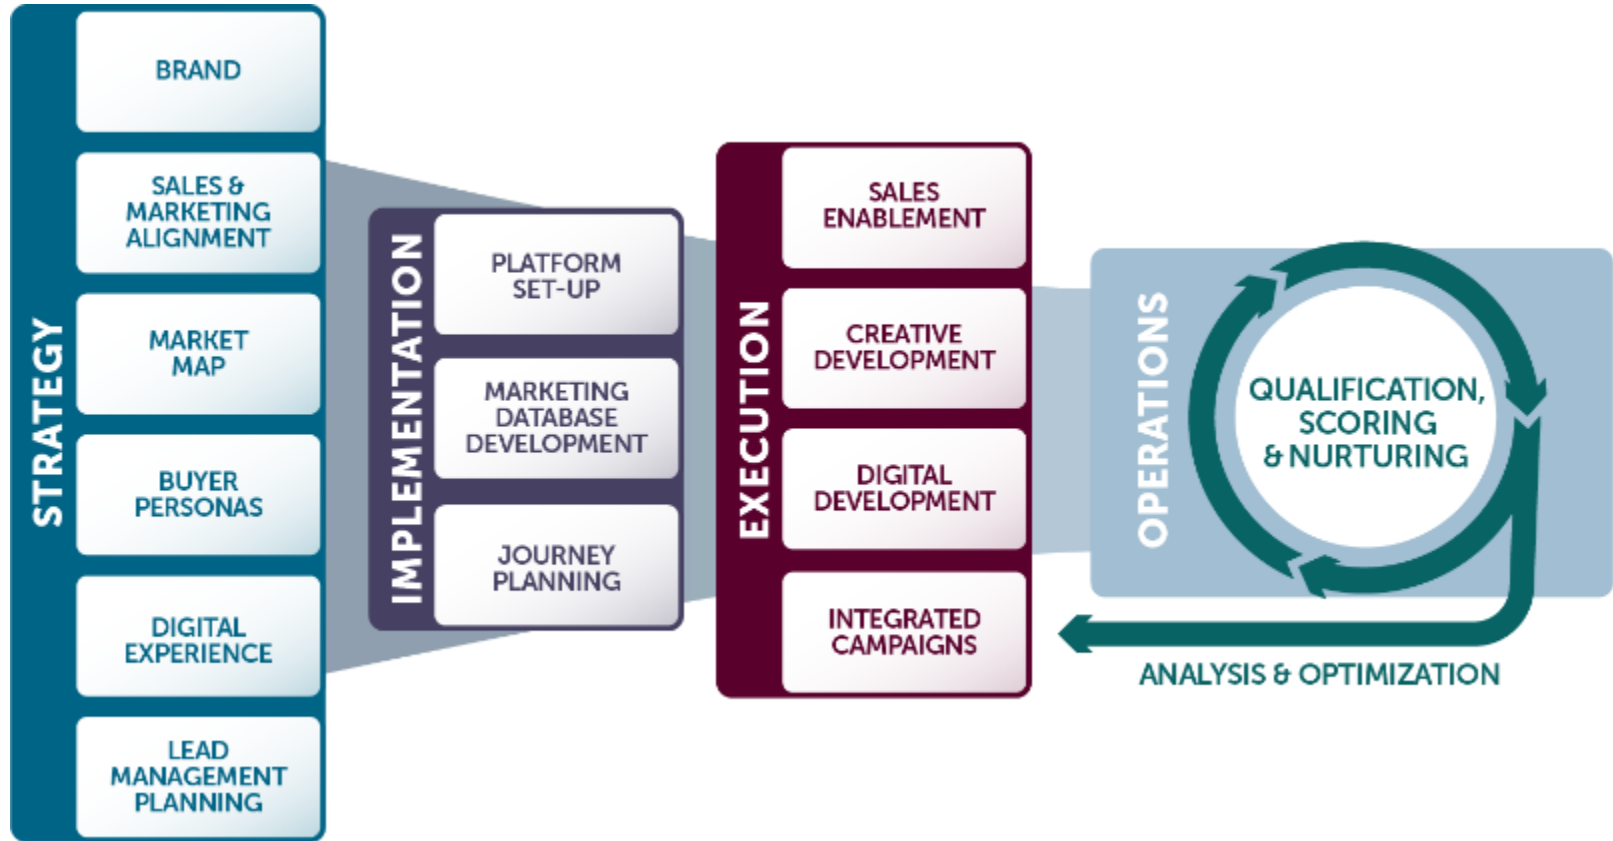 STRATEGY
BRAND
SALES &
MARKETING
ALIGNMENT
MARKET
MAP
BUYER
PERSONAS
DIGITAL
EXPERIENCE
LEAD
MANAGEMENT
PLANNING
IMPLEMENTATION
PLATFORM
SET-UP
MARKETING
DATABASE
DEVELOPMENT
JOURNEY
PLANNING
EXECUTION
SALES
ENABLEMENT
CREATIVE
DEVELOPMENT
DIGITAL
DEVELOPMENT
INTEGRATED
CAMPAIGNS
OPERATIONS
QUALIFICATION,
SCORING
& NURTURING
ANALYSIS & OPTIMIZATION